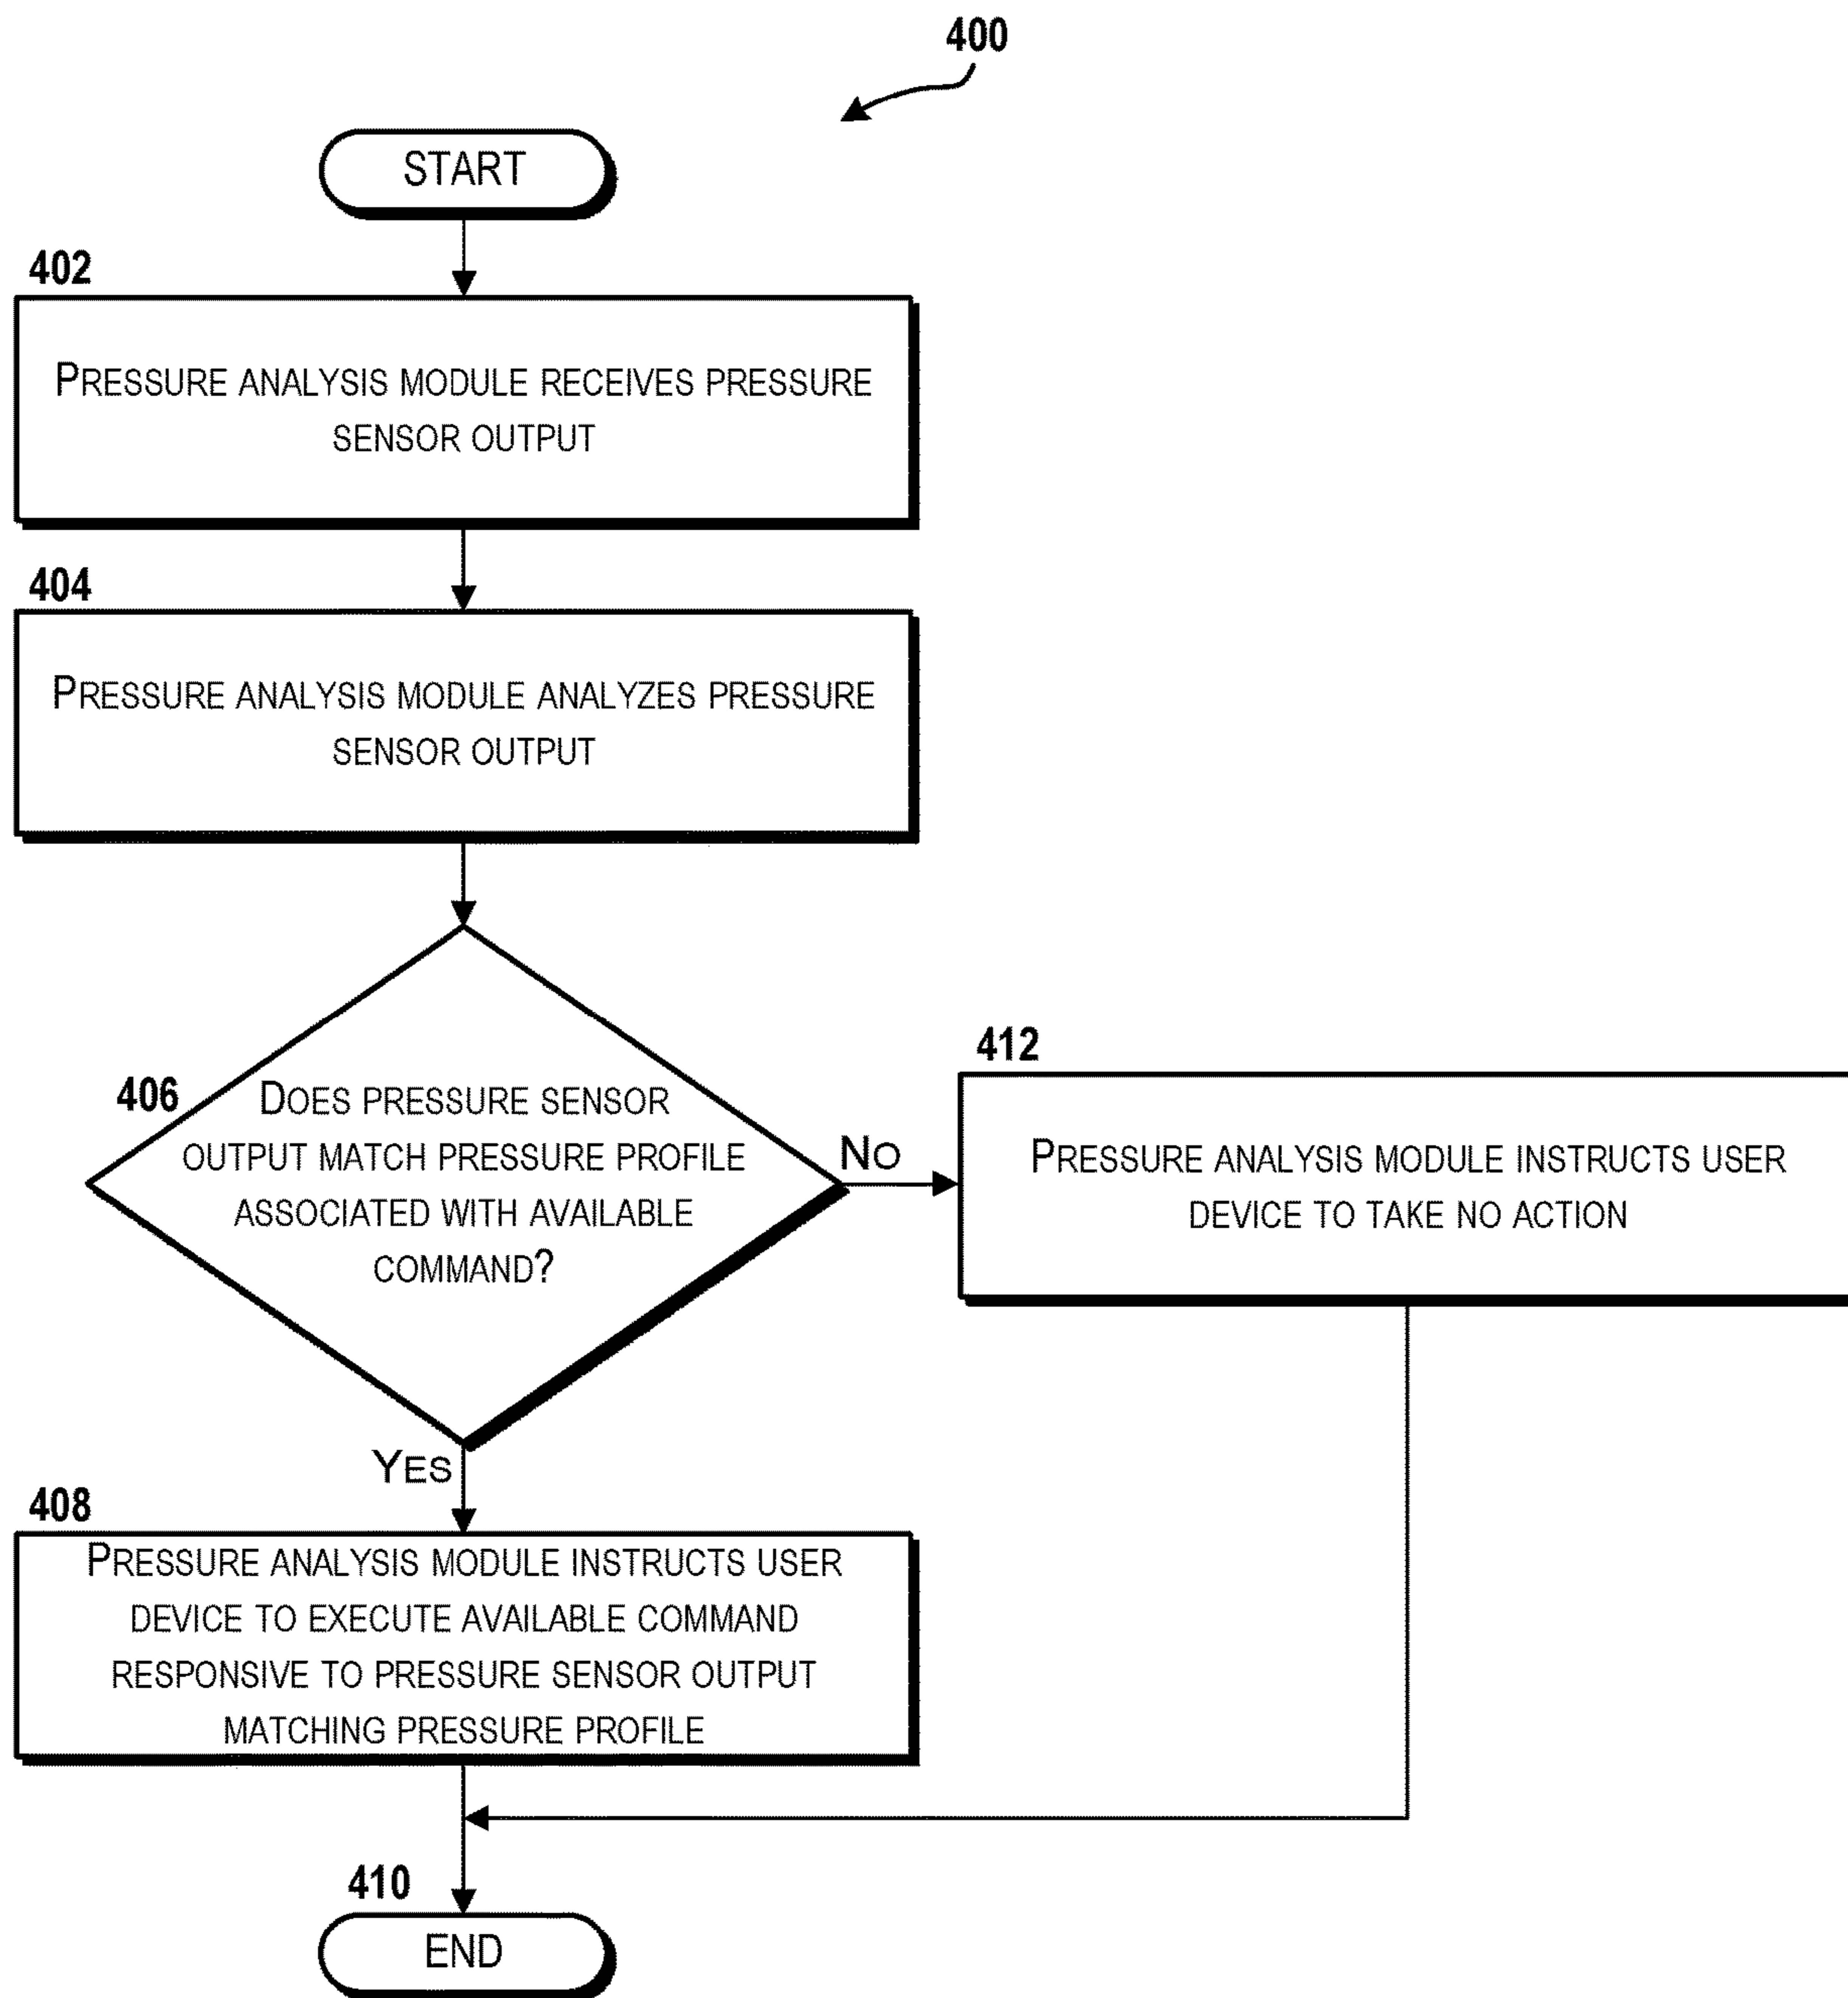 400
START
402
PRESSURE ANALYSIS MODULE RECEIVES PRESSURE
SENSOR OUTPUT
404
PRESSURE ANALYSIS MODULE ANALYZES PRESSURE
SENSOR OUTPUT
406
DOES PRESSURE SENSOR
OUTPUT MATCH PRESSURE PROFILE
ASSOCIATED WITH AVAILABLE
COMMAND?
NO
412
PRESSURE ANALYSIS MODULE INSTRUCTS USER
DEVICE TO TAKE NO ACTION
YES
408
PRESSURE ANALYSIS MODULE INSTRUCTS USER
DEVICE TO EXECUTE AVAILABLE COMMAND
RESPONSIVE TO PRESSURE SENSOR OUTPUT
MATCHING PRESSURE PROFILE
410
END